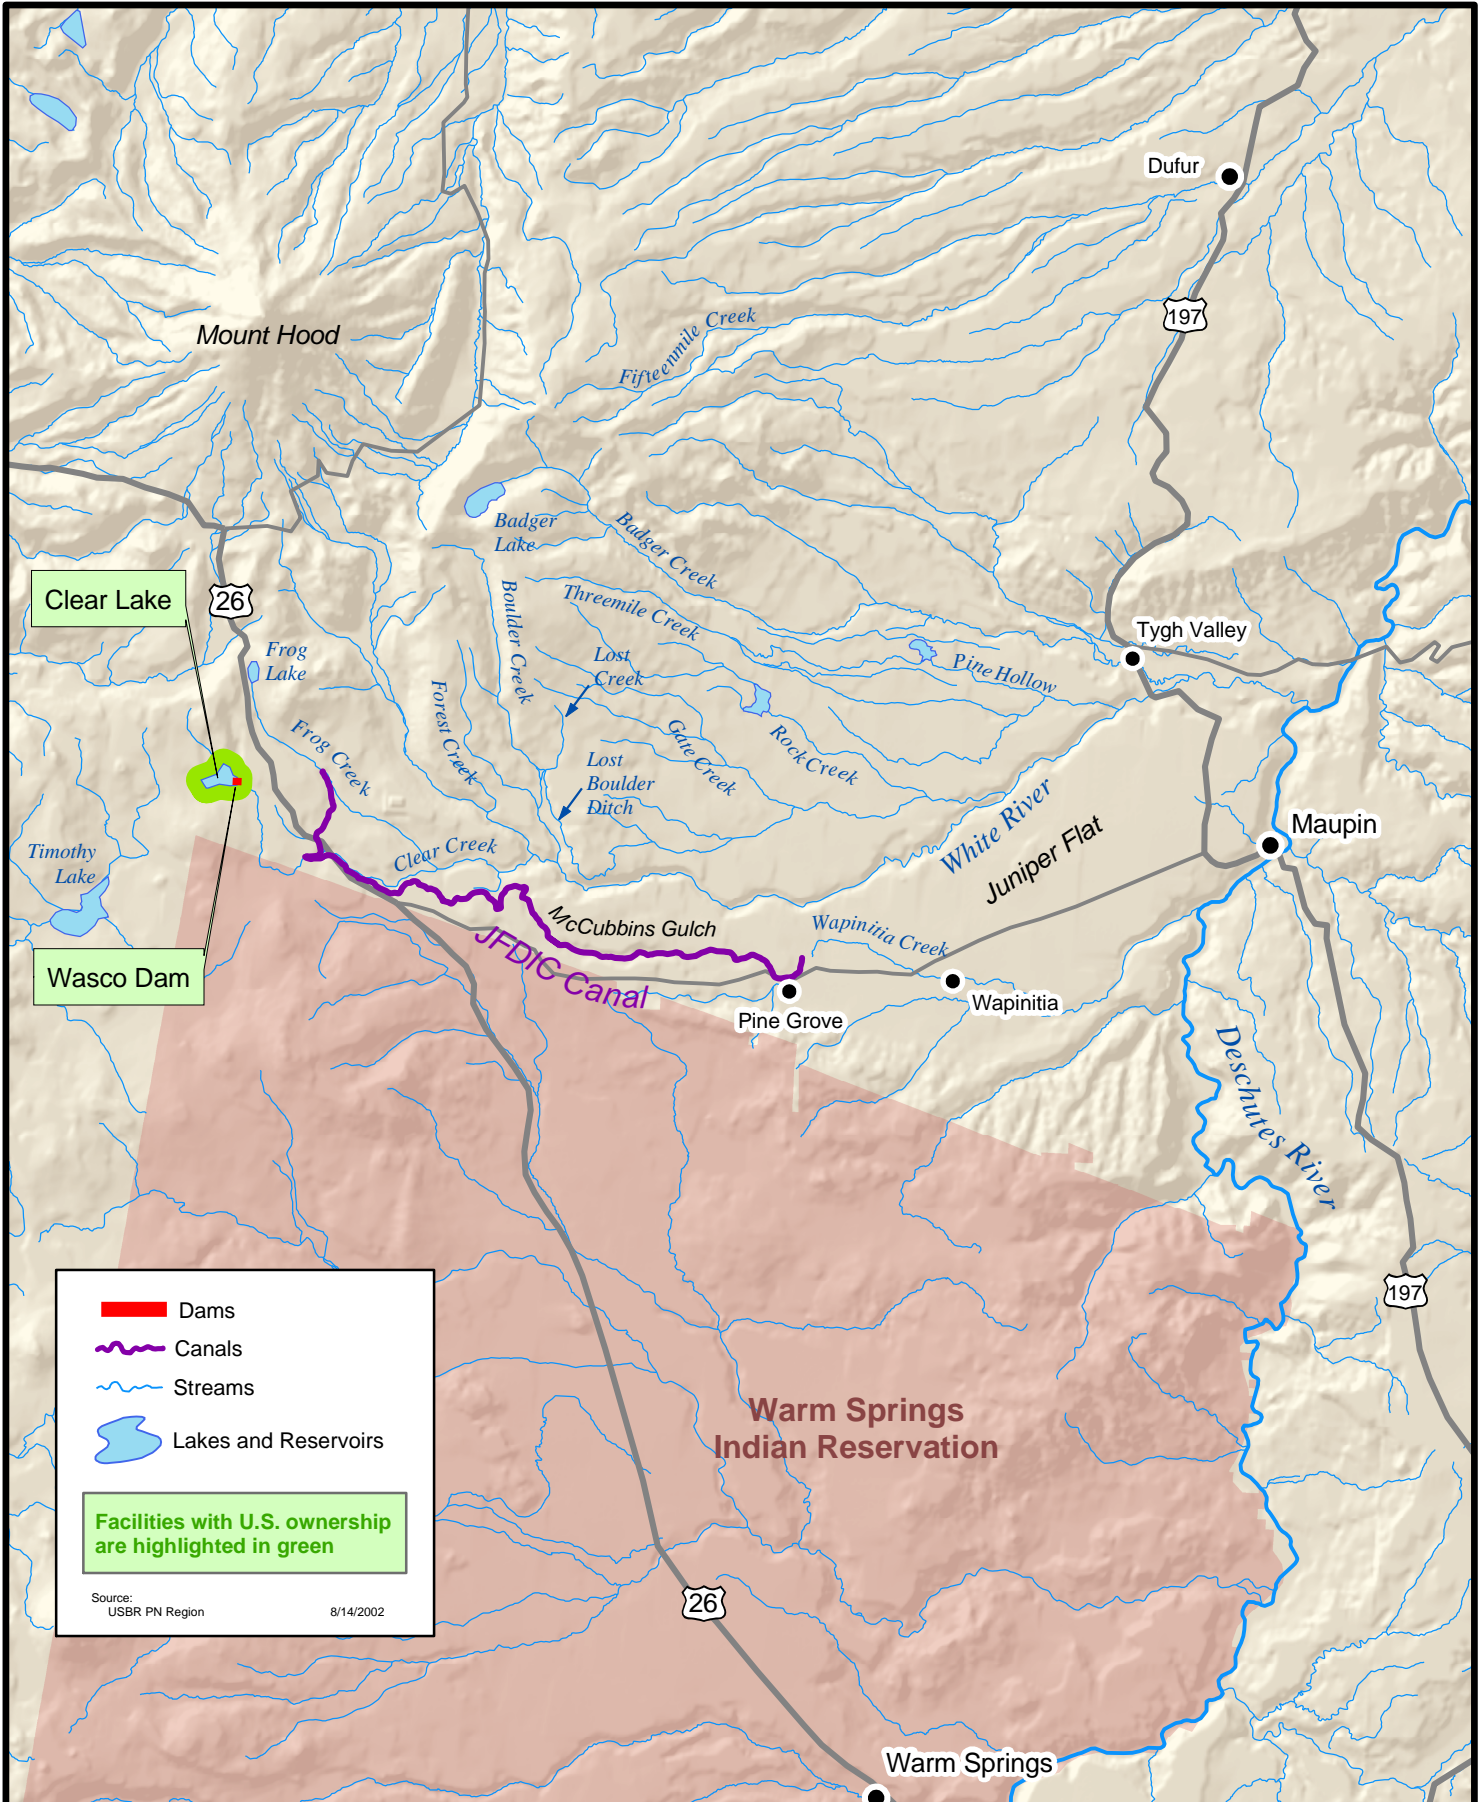 Dufur
197
Mount Hood
Fifteenmile Creek
Badger
Lake
Badger Creek
Clear Lake
26
Threemile Creek
Boulder Creek
Tygh Valley
Frog
Lake
Lost
Creek
Pine Hollow
Forest Creek
Frog Creek
Gate Creek
Rock Creek
Lost
Boulder
Ditch
White River
Juniper Flat
Maupin
Timothy
Lake
Clear Creek
McCubbins Gulch
Wapinitia Creek
JFDIC Canal
Wasco Dam
Pine Grove
Wapinitia
Deschutes River
197
Dams
Canals
Streams
Lakes and Reservoirs
Facilities with U.S. ownership
are highlighted in green
Source:
USBR PN Region
8/14/2002
Warm Springs
Indian Reservation
26
Warm Springs